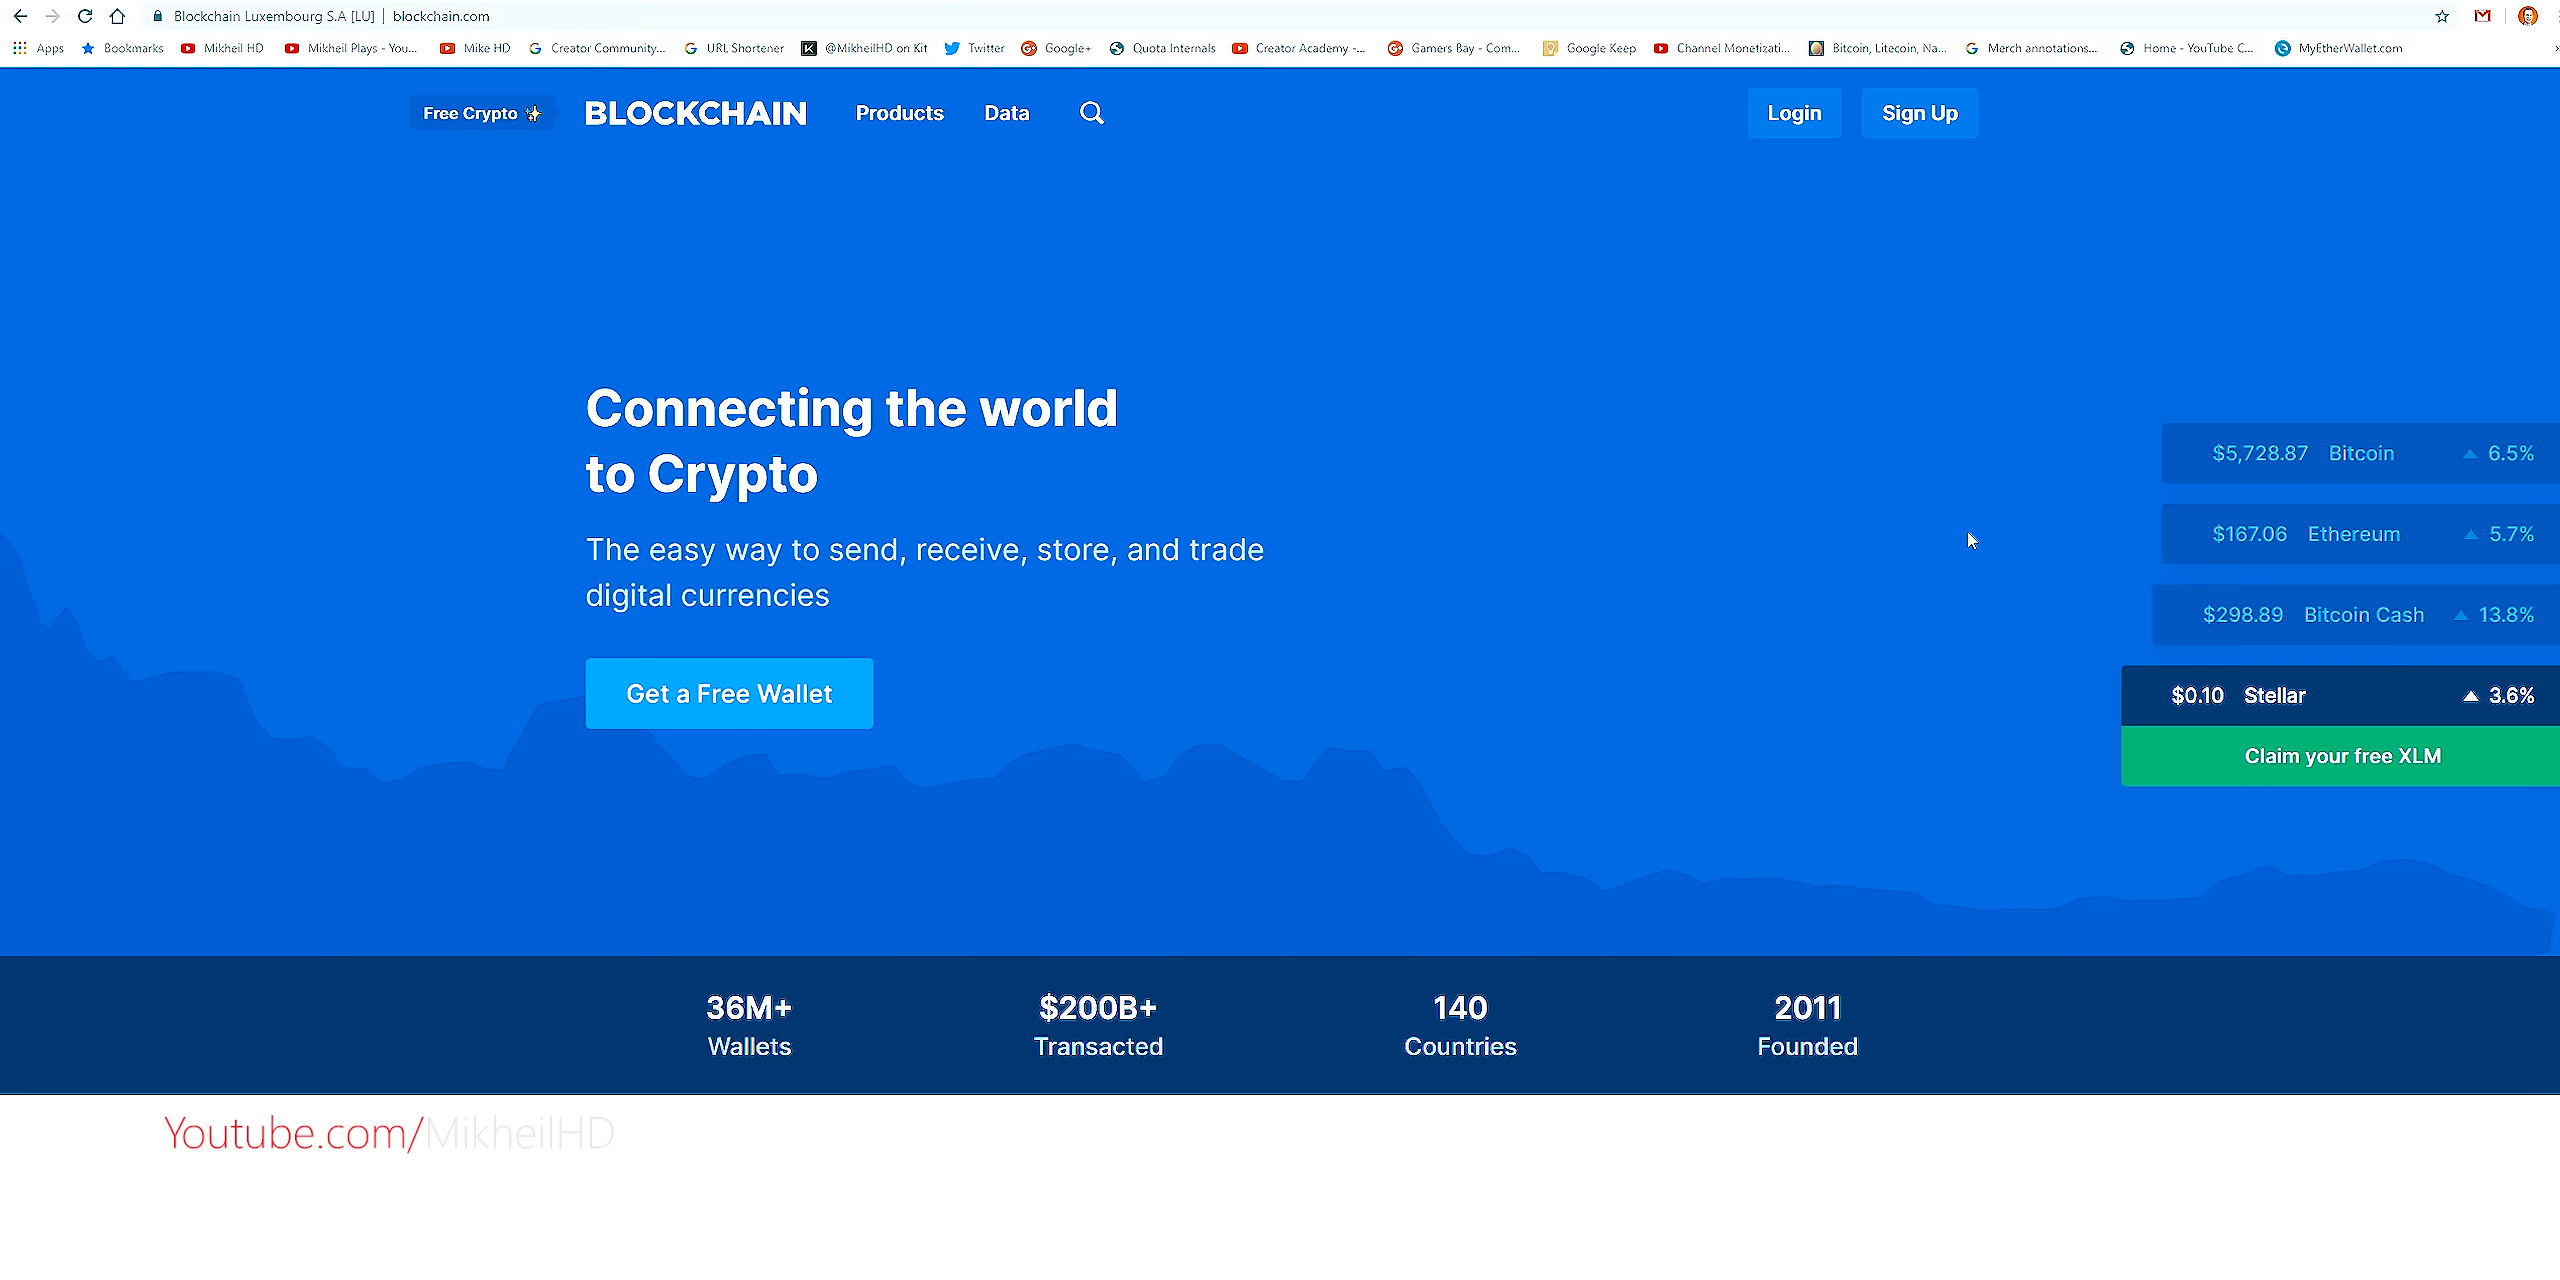 Blockchain Luxembourg S.A [LU] | blockchain.com
Apps Bookmarks Mikheil HD Mikheil Plays - You... Mike HD Creator Community... URL Shortener @MikheilHD on Kit Twitter Google+ Quota Internals Creator Academy -... Gamers Bay - Com... Google Keep Channel Monetizati... Bitcoin, Litecoin, Na... Merch annotations... Home - YouTube C... MyEtherWallet.com
Free Crypto BLOCKCHAIN Products Data Login Sign Up
Connecting the world
to Crypto
The easy way to send, receive, store, and trade
digital currencies
Get a Free Wallet
$5,728.87 Bitcoin ▲ 6.5%
$167.06 Ethereum ▲ 5.7%
$298.89 Bitcoin Cash ▲ 13.8%
$0.10 Stellar ▲ 3.6%
Claim your free XLM
36M+ $200B+ 140 2011
Wallets Transacted Countries Founded
Youtube.com/MikheilHD